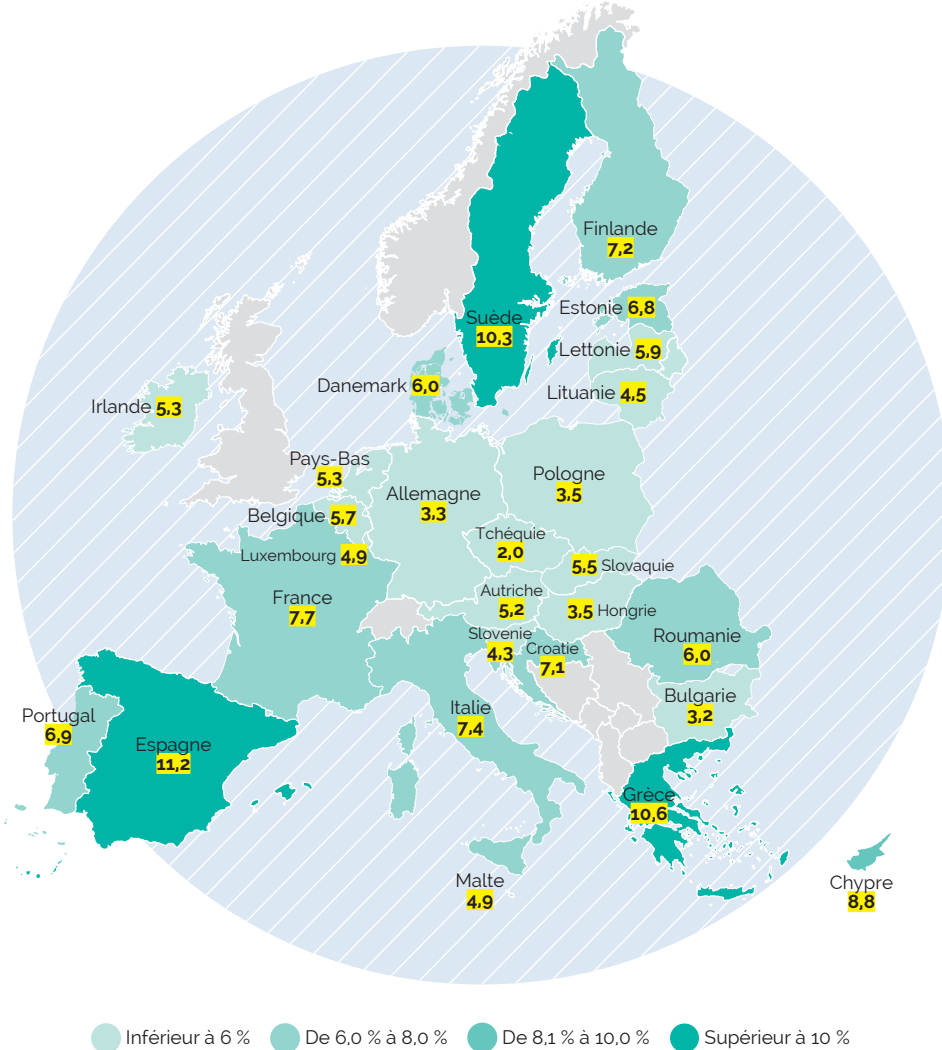 Finlande
7,2
Estonie 6,8
Suède
10,3
Lettonie 5,9
Danemark 6,0
Lituanie 4,5
Irlande 5,3
Pays-Bas
5,3
Pologne
3,5
Allemagne
3,3
Belgique 5,7
Tchéquie
2,0
Luxembourg 4,9
5,5 Slovaquie
Autriche
5,2
France
7,7
3,5 Hongrie
Slovenie
4,3
Croatie
7,1
Roumanie
6,0
Bulgarie
3,2
Portugal
6,9
Italie
7,4
Espagne
11,2
Grèce
10,6
Malte
4,9
Chypre
8,8
Inférieur à 6 % De 6,0 % à 8,0 % De 8,1 % à 10,0 % Supérieur à 10 %